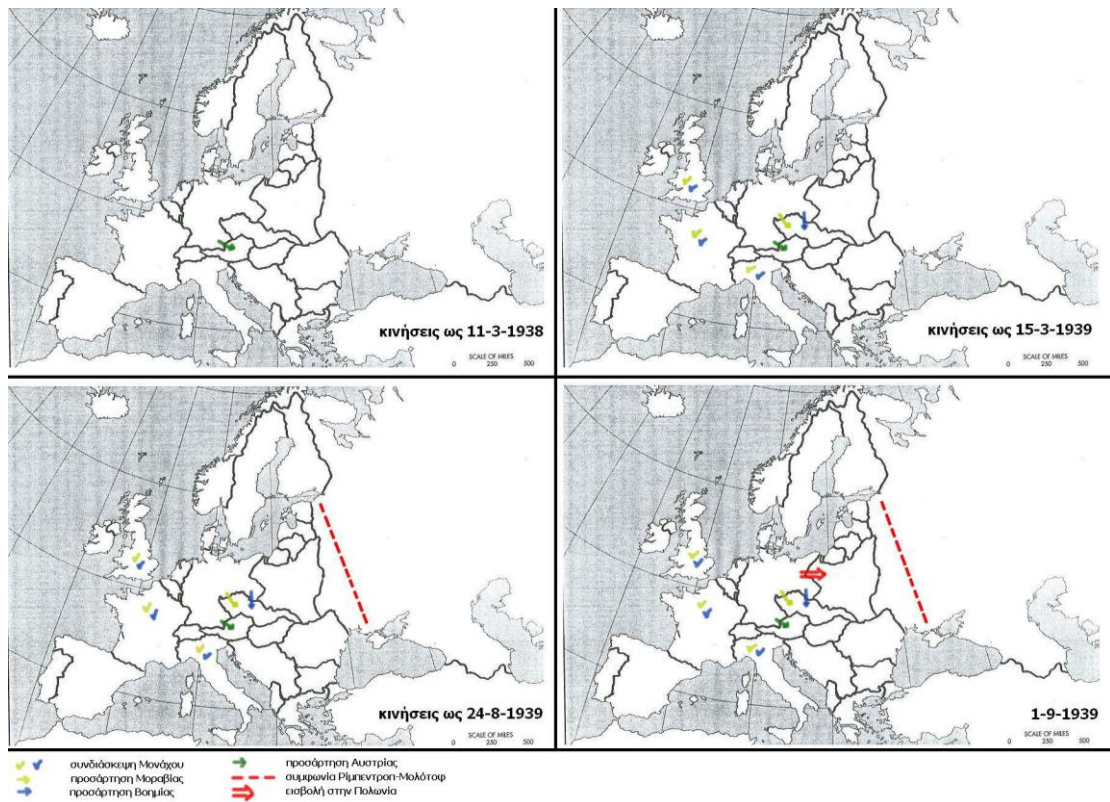 κινήσεις ως 11-3-1938
SCALE OF MILES
0 250 500
κινήσεις ως 15-3-1939
SCALE OF MILES
0 250 500
κινήσεις ως 24-8-1939
SCALE OF MILES
0 250 500
1-9-1939
SCALE OF MILES
0 250 500
συνδιάσκεψη Μονάχου
προσάρτηση Μοραβίας
προσάρτηση Βοημίας
προσάρτηση Αυστρίας
συμφωνία Ρίμπεντροπ-Μολότοφ
εισβολή στην Πολωνία